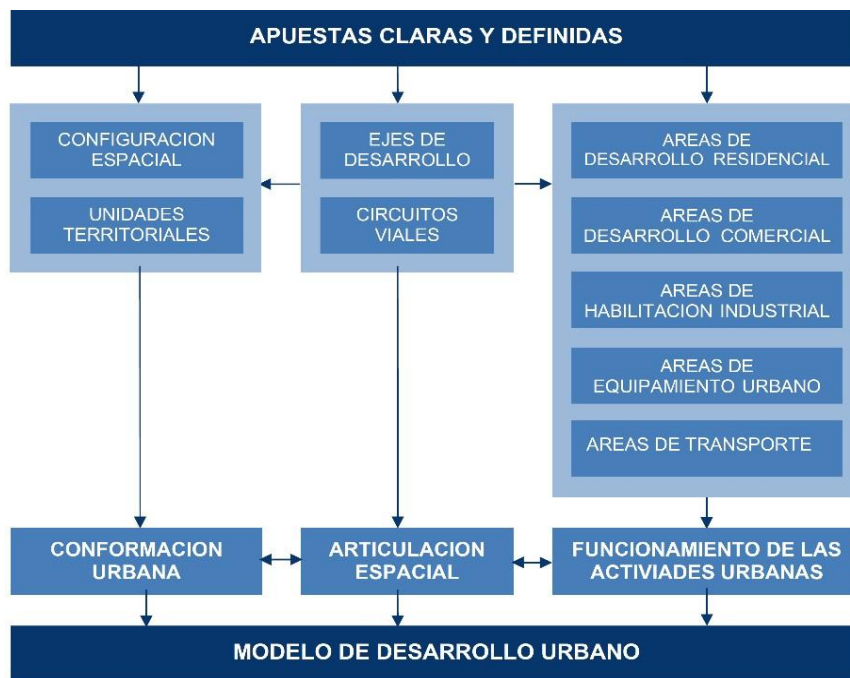 APUESTAS CLARAS Y DEFINIDAS
CONFIGURACION
ESPACIAL
UNIDADES
TERRITORIALES
EJES DE
DESARROLLO
CIRCUITOS
VIALES
AREAS DE
DESARROLLO RESIDENCIAL
AREAS DE
DESARROLLO COMERCIAL
AREAS DE
HABILITACION INDUSTRIAL
AREAS DE
EQUIPAMIENTO URBANO
AREAS DE TRANSPORTE
CONFORMACION
URBANA
ARTICULACION
ESPACIAL
FUNCIONAMIENTO DE LAS
ACTIVIADES URBANAS
MODELO DE DESARROLLO URBANO